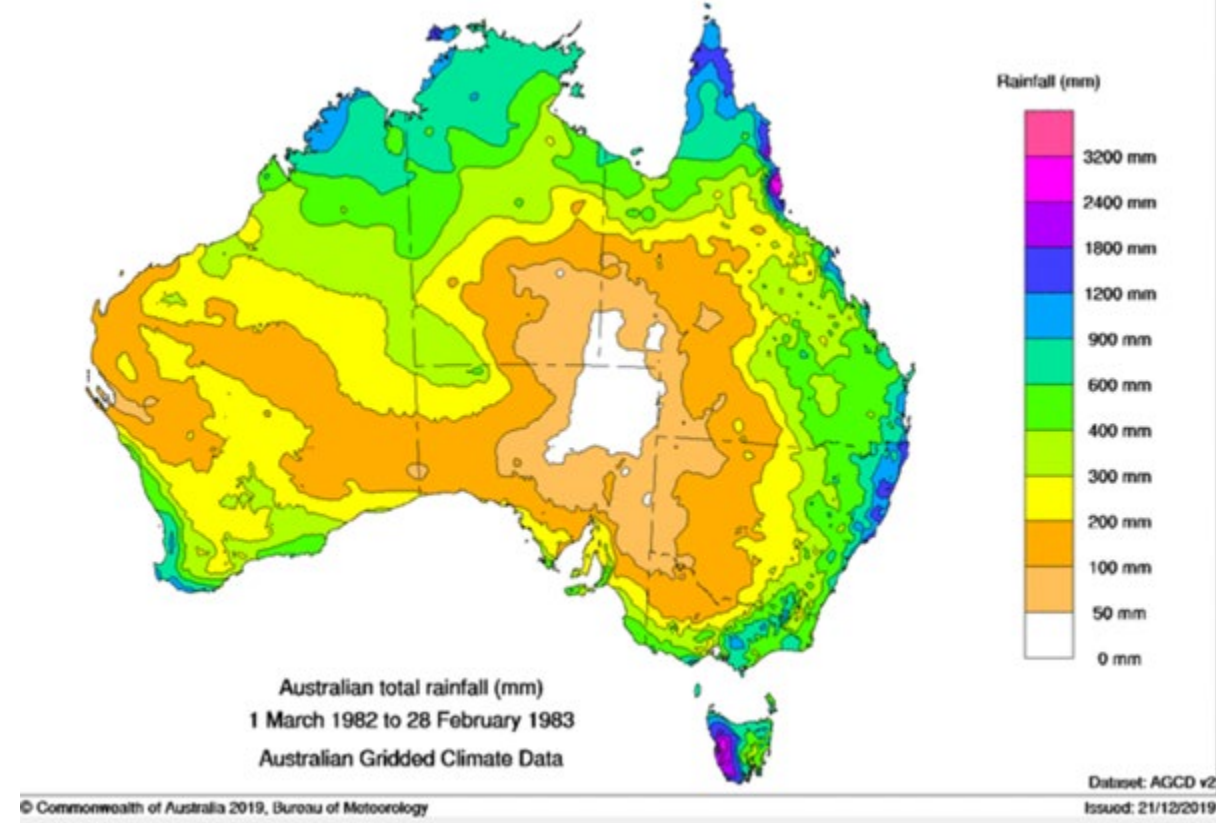 Rainfall (mm)
3200 mm
2400 mm
1800 mm
1200 mm
900 mm
600 mm
400 mm
300 mm
200 mm
100 mm
50 mm
0 mm
Australian total rainfall (mm)
1 March 1982 to 28 February 1983
Australian Gridded Climate Data
Dataset: AGCD v2
© Commonwealth of Australia 2019, Bureau of Meteorology
Issued: 21/12/2019